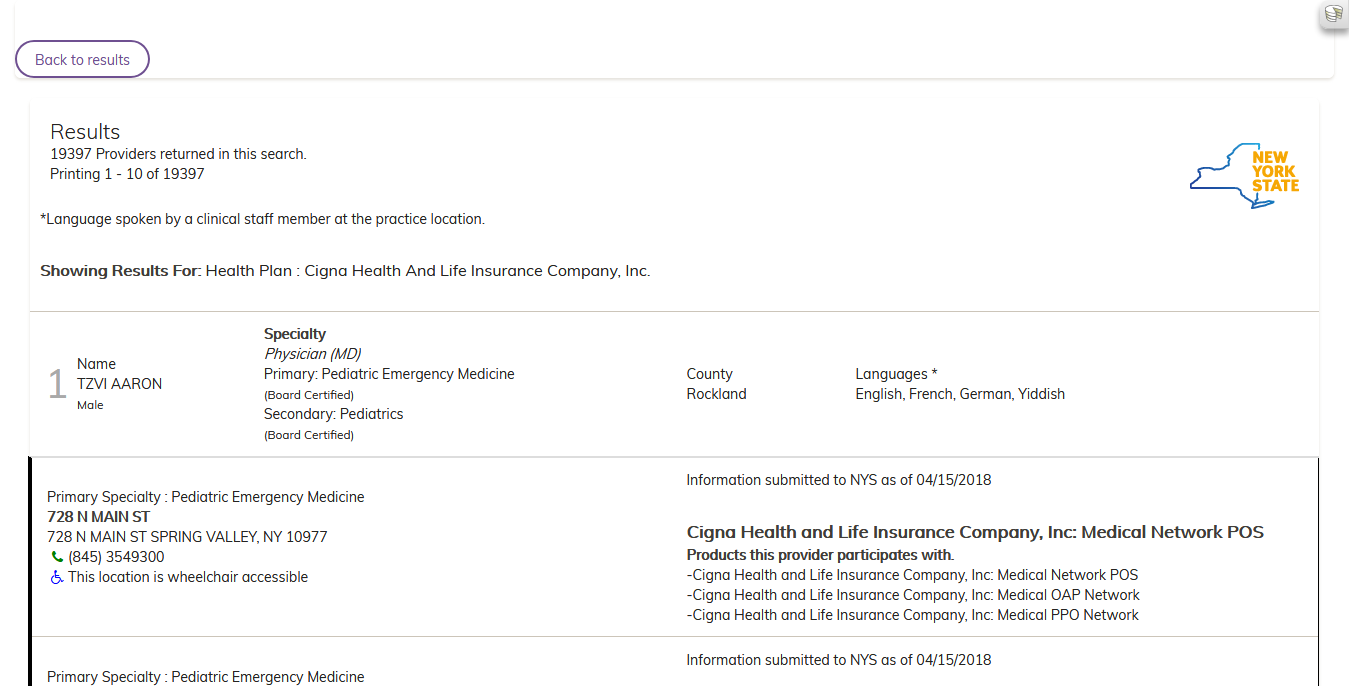 Back to results
Results
19397 Providers returned in this search.
Printing 1 - 10 of 19397
NEW
YORK
STATE
*Language spoken by a clinical staff member at the practice location.
Showing Results For: Health Plan : Cigna Health And Life Insurance Company, Inc.
1
Name
TZVI AARON
Male
Specialty
Physician (MD)
Primary: Pediatric Emergency Medicine
(Board Certified)
Secondary: Pediatrics
(Board Certified)
County
Rockland
Languages *
English, French, German, Yiddish
Primary Specialty : Pediatric Emergency Medicine
728 N MAIN ST
728 N MAIN ST SPRING VALLEY, NY 10977
(845) 3549300
This location is wheelchair accessible
Information submitted to NYS as of 04/15/2018
Cigna Health and Life Insurance Company, Inc: Medical Network POS
Products this provider participates with.
-Cigna Health and Life Insurance Company, Inc: Medical Network POS
-Cigna Health and Life Insurance Company, Inc: Medical OAP Network
-Cigna Health and Life Insurance Company, Inc: Medical PPO Network
Primary Specialty : Pediatric Emergency Medicine
Information submitted to NYS as of 04/15/2018